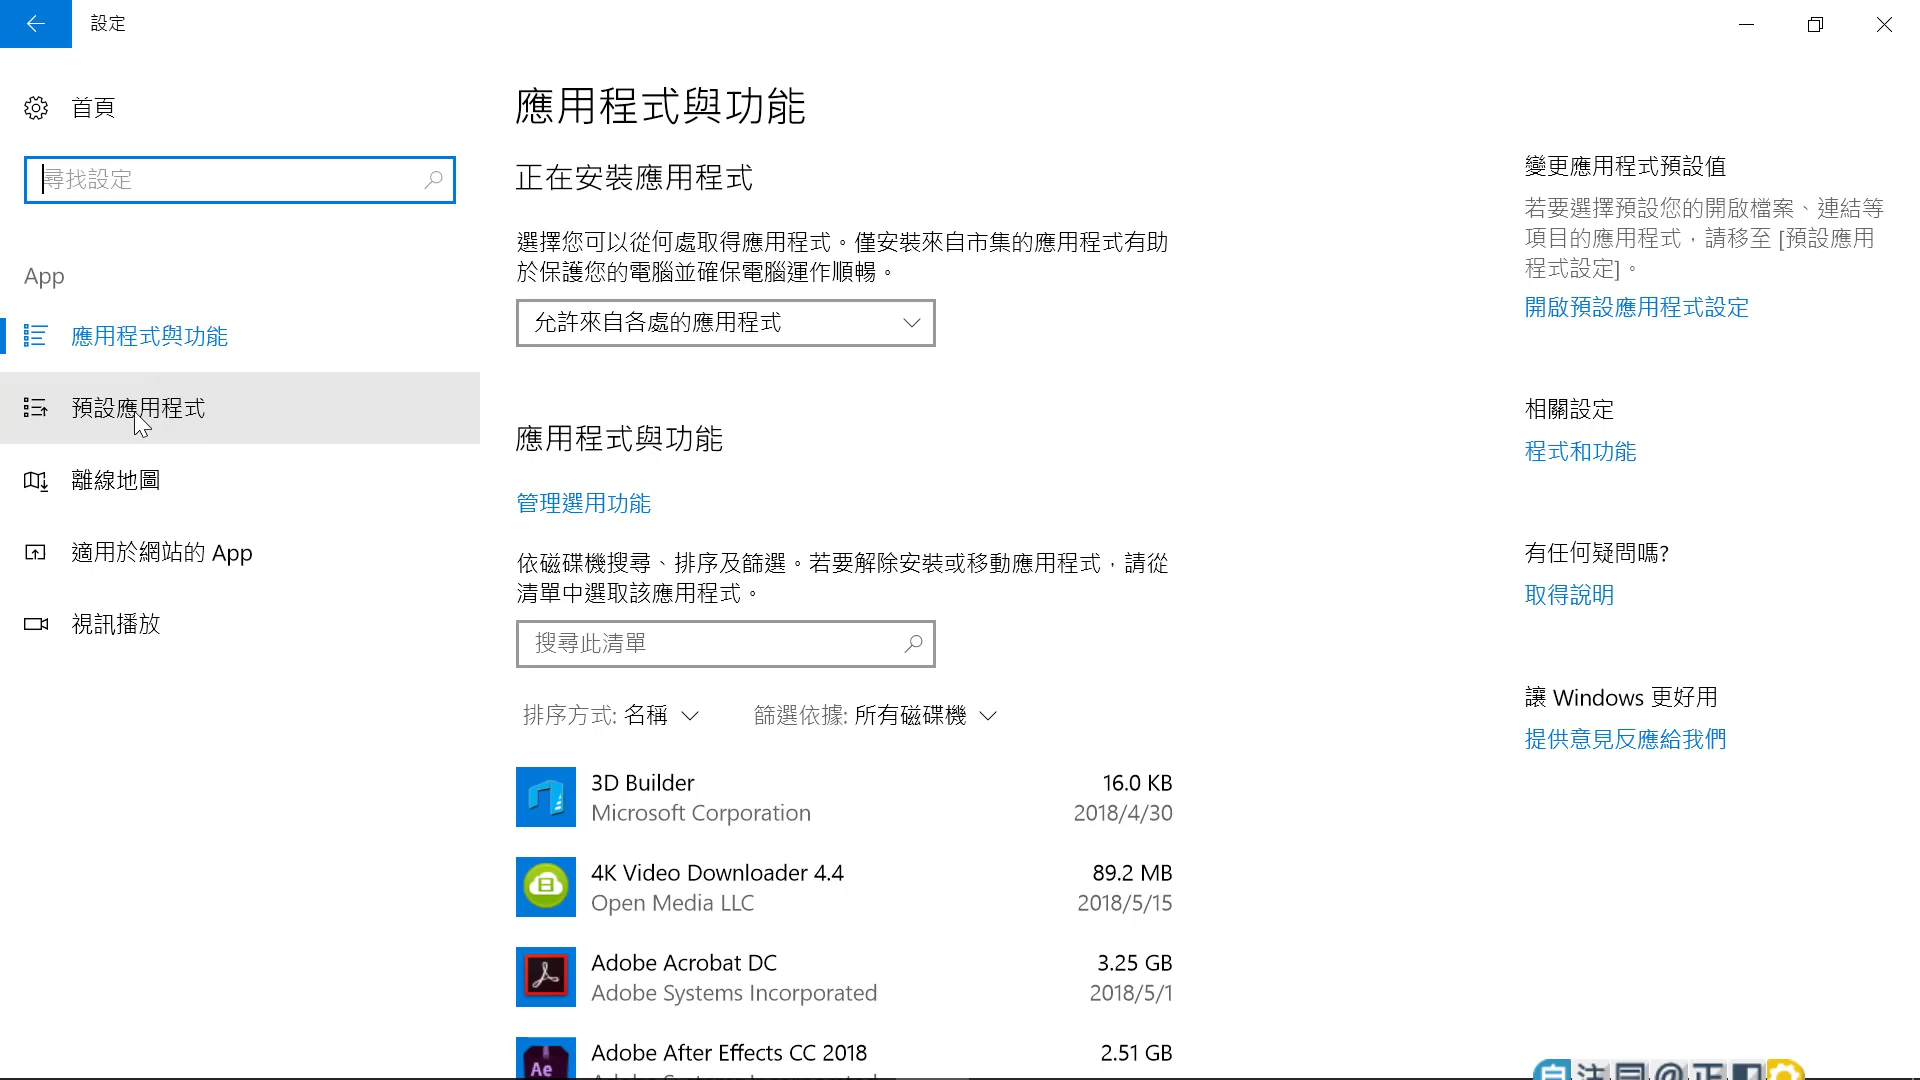 設定
首頁
尋找設定
App
應用程式與功能
預設應用程式
離線地圖
適用於網站的 App
視訊播放
應用程式與功能
正在安裝應用程式
選擇您可以從何處取得應用程式。僅安裝來自市集的應用程式有助
於保護您的電腦並確保電腦運作順暢。
允許來自各處的應用程式
應用程式與功能
管理選用功能
依磁碟機搜尋、排序及篩選。若要解除安裝或移動應用程式，請從
清單中選取該應用程式。
搜尋此清單
排序方式: 名稱
篩選依據: 所有磁碟機
3D Builder 16.0 KB
Microsoft Corporation 2018/4/30
4K Video Downloader 4.4 89.2 MB
Open Media LLC 2018/5/15
Adobe Acrobat DC 3.25 GB
Adobe Systems Incorporated 2018/5/1
Ae
Adobe After Effects CC 2018 2.51 GB
變更應用程式預設值
若要選擇預設您的開啟檔案、連結等
項目的應用程式，請移至 [預設應用
程式設定]。
開啟預設應用程式設定
相關設定
程式和功能
有任何疑問嗎?
取得說明
讓 Windows 更好用
提供意見反應給我們